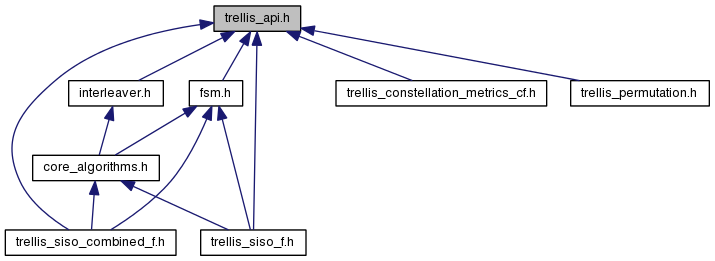 trellis_api.h
interleaver.h
fsm.h
trellis_constellation_metrics_cf.h
trellis_permutation.h
core_algorithms.h
trellis_siso_combined_f.h
trellis_siso_f.h